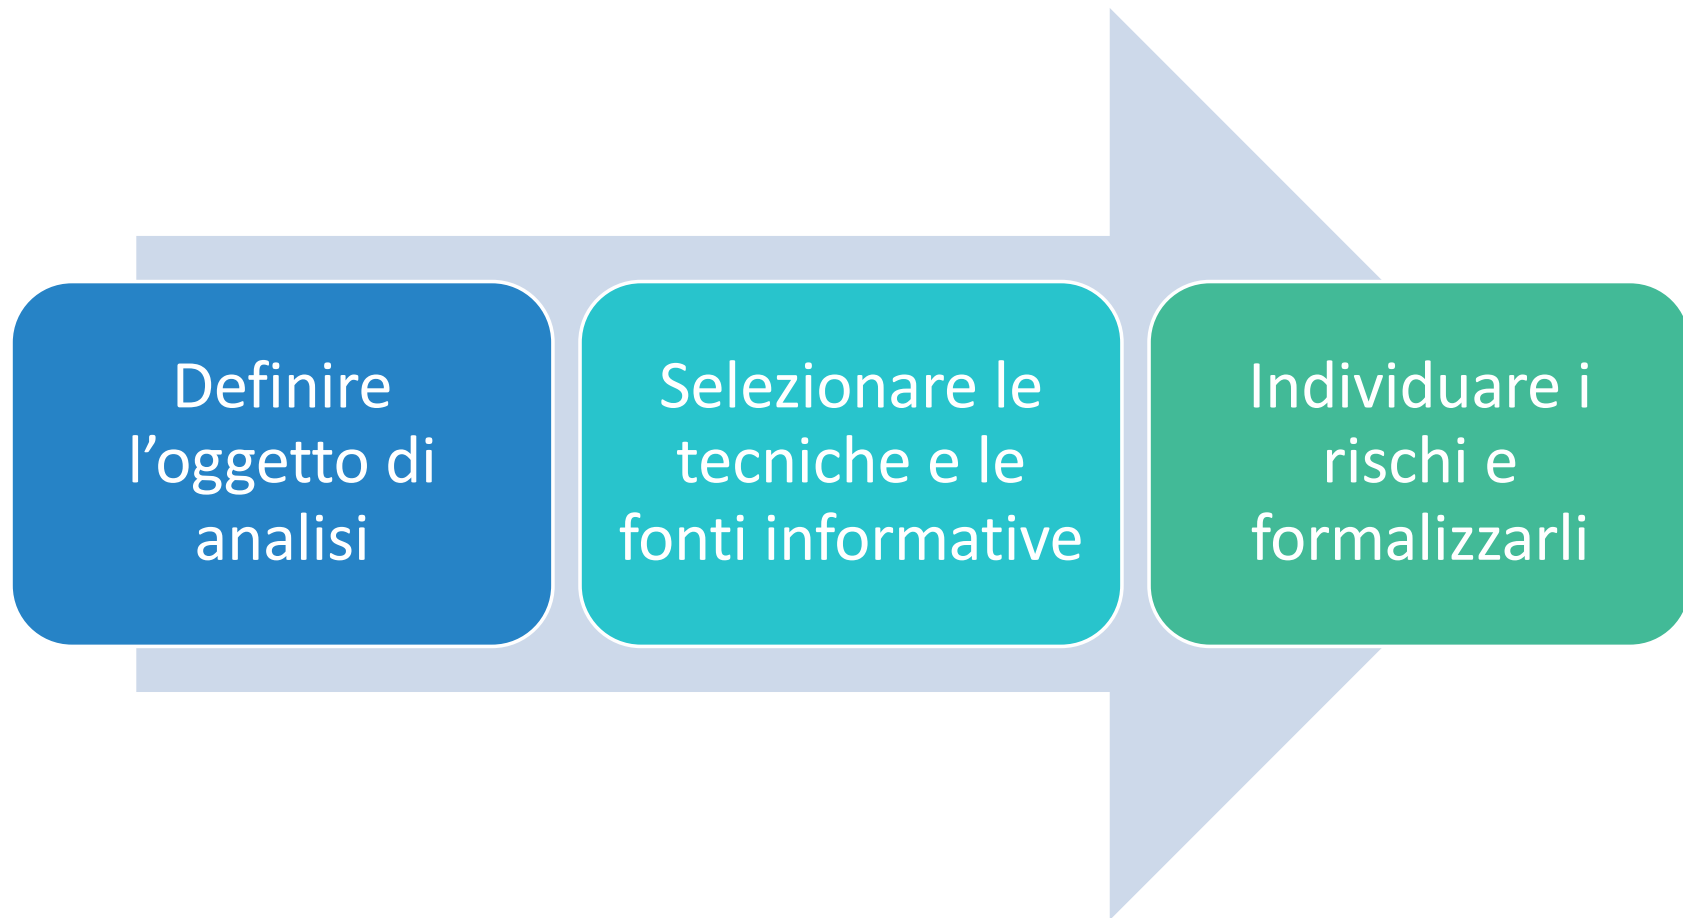 Definire
l’oggetto di
analisi
Selezionare le
tecniche e le
fonti informative
Individuare i
rischi e
formalizzarli